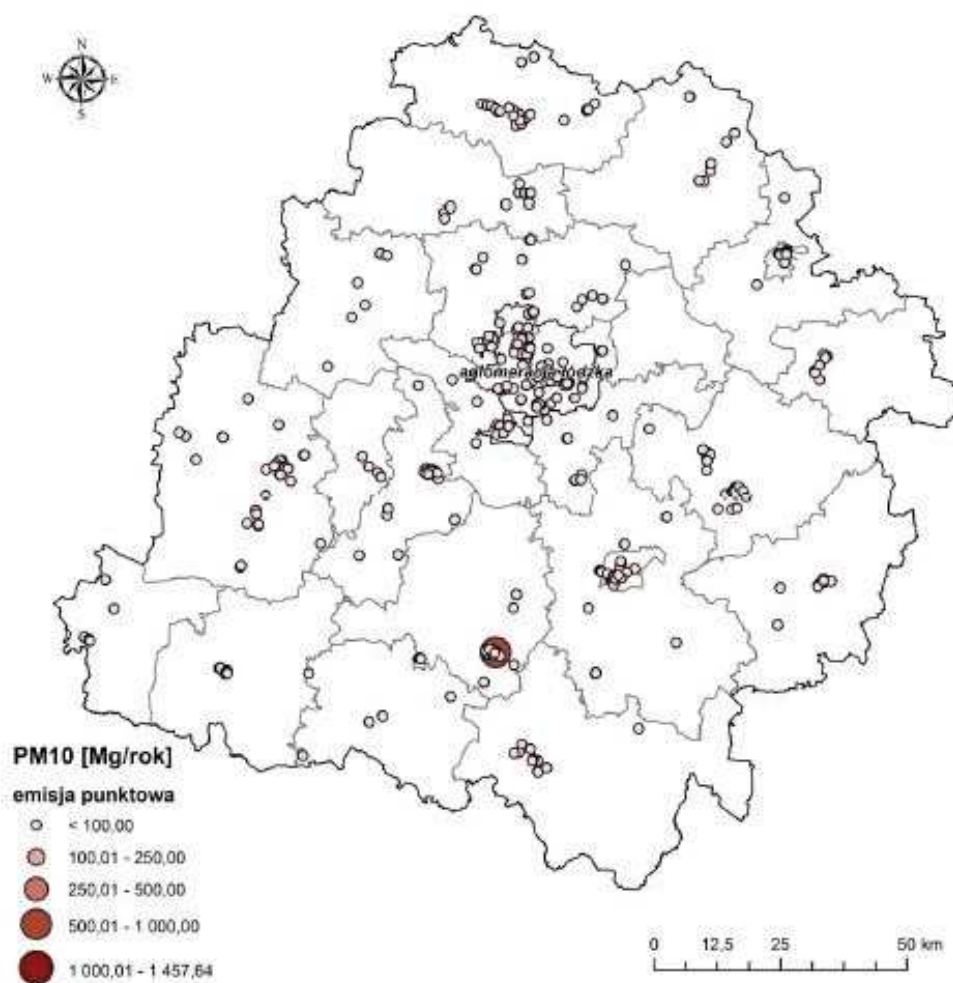 N
W E
S
aglomeracja łódzka
PM10 [Mg/rok]
emisja punktowa
< 100,00
100,01 - 250,00
250,01 - 500,00
500,01 - 1 000,00
1 000,01 - 1 457,64
0 12,5 25 50 km